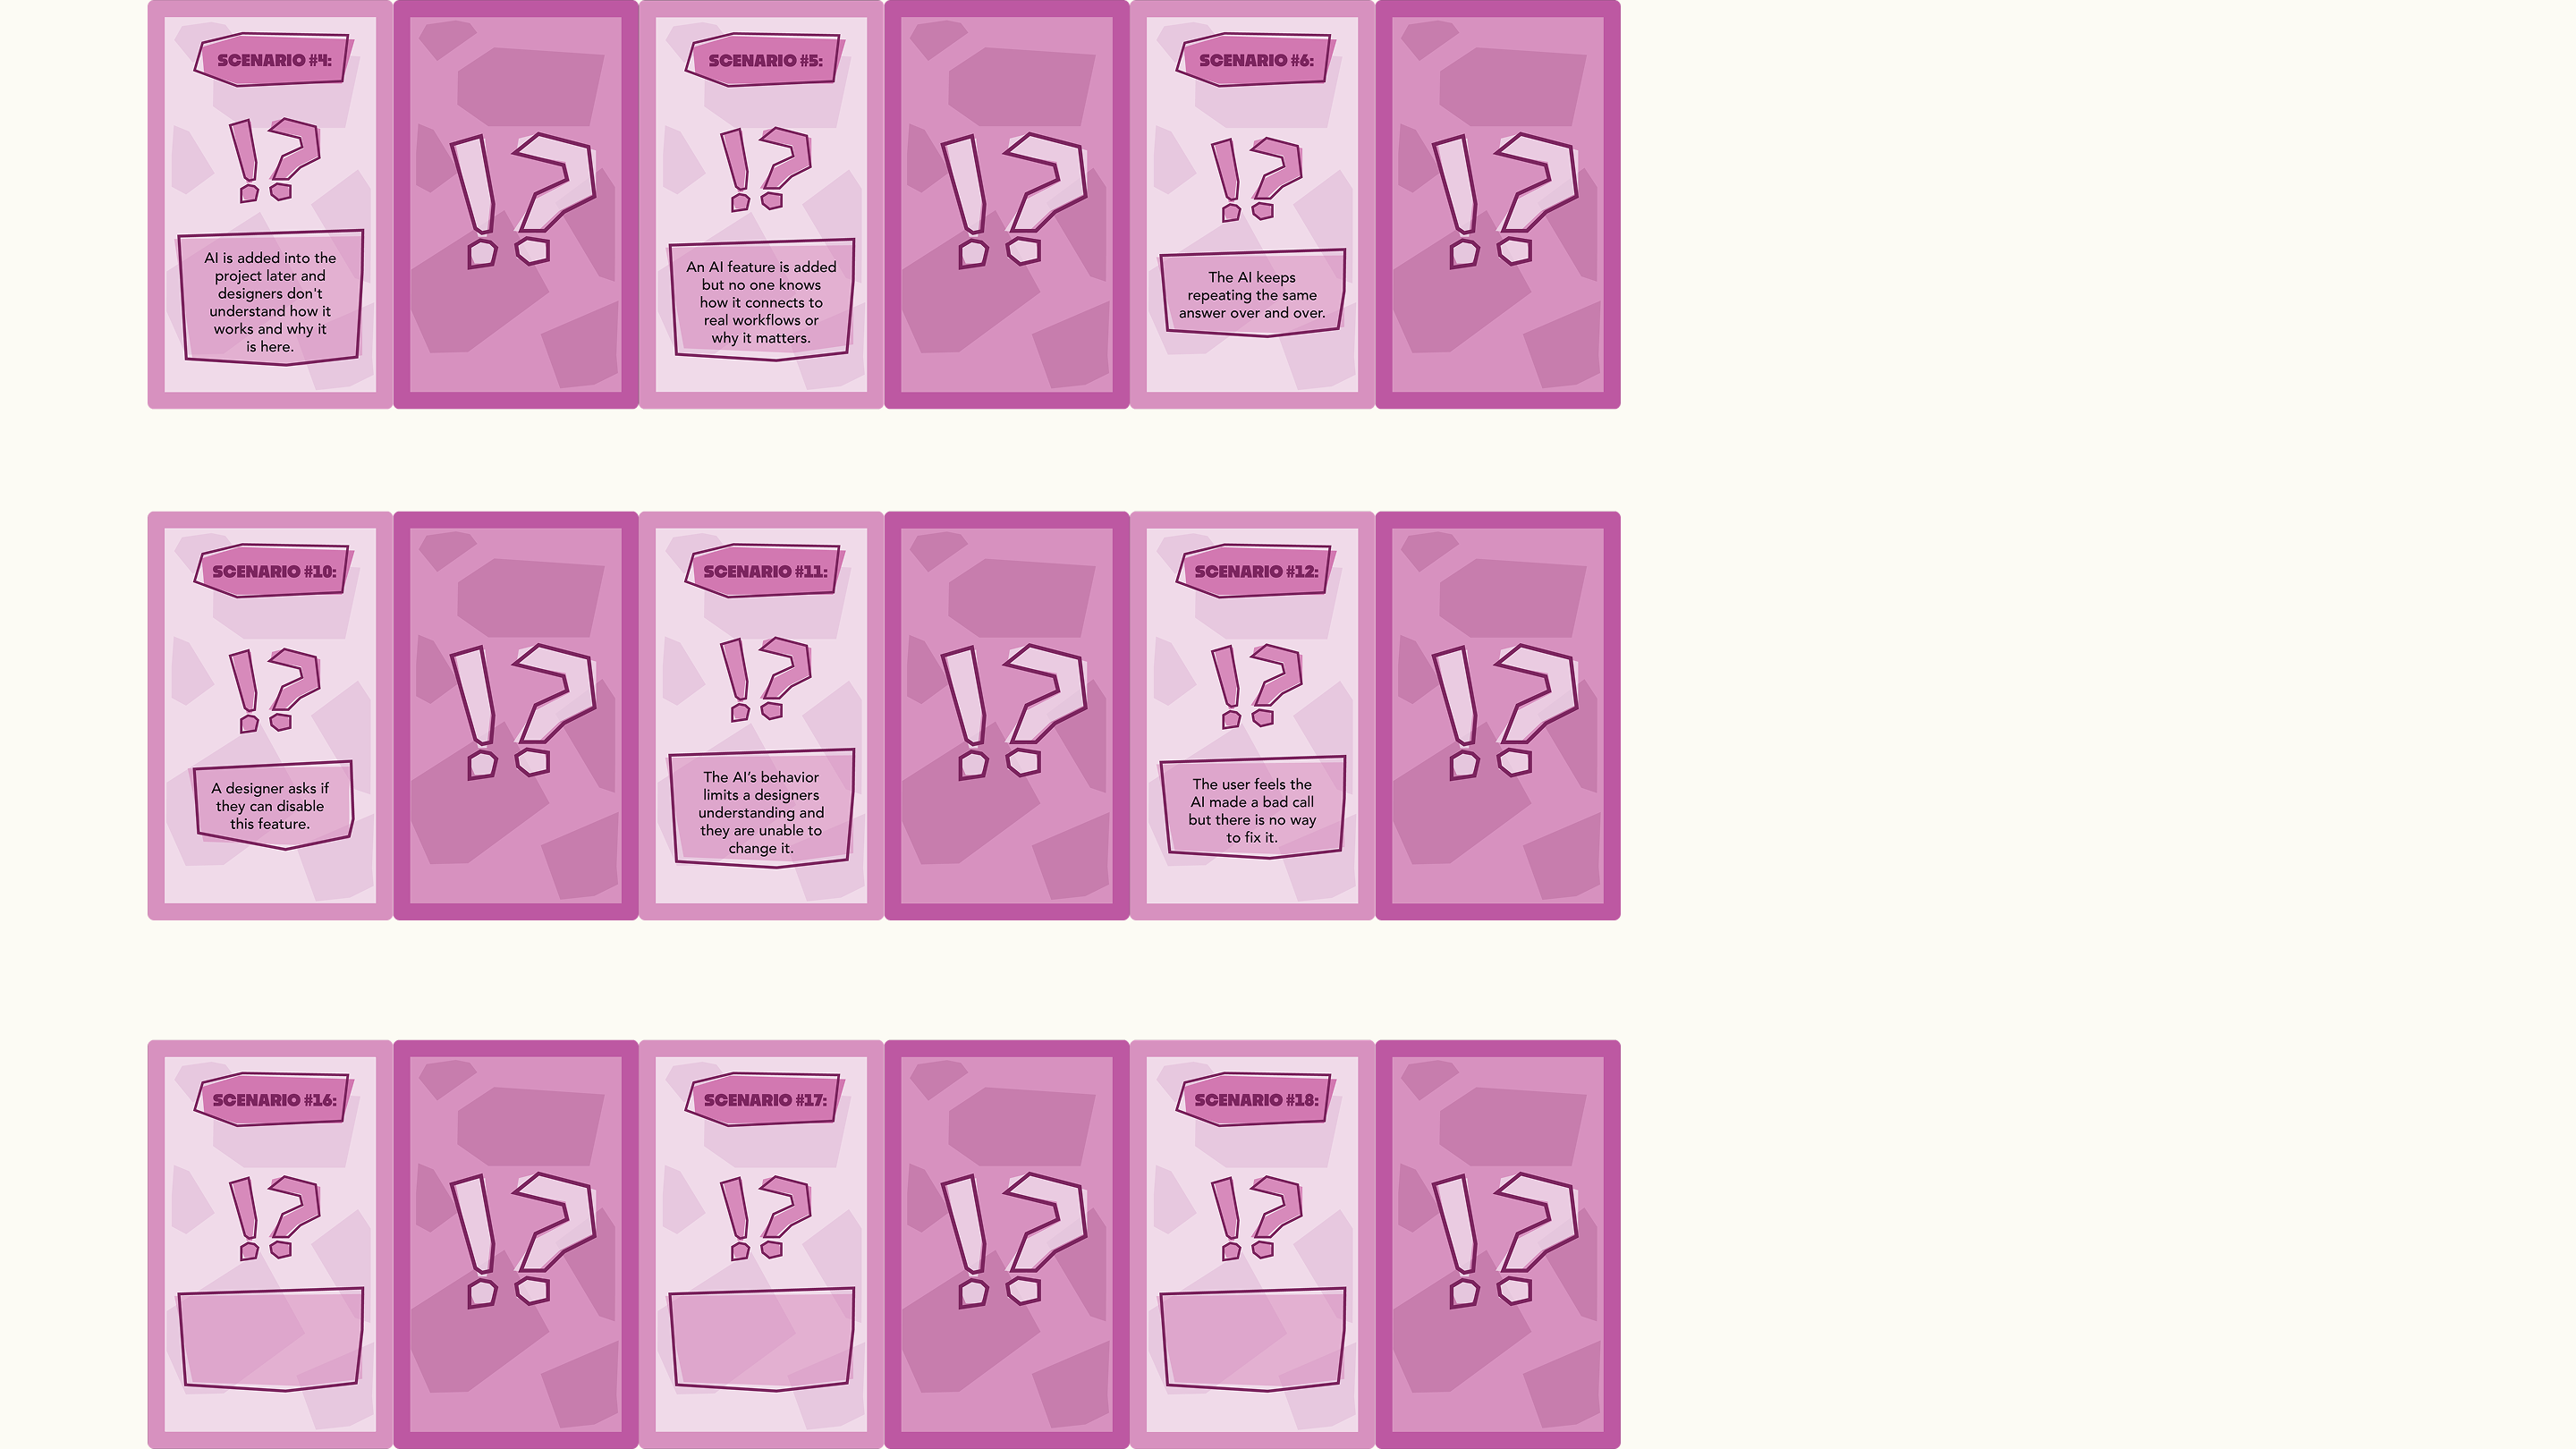 SCENARIO #4:
!?
AI is added into the
project later and
designers don't
understand how it
works and why it
is here.
!?
SCENARIO #5:
!?
An AI feature is added
but no one knows
how it connects to
real workflows or
why it matters.
!?
SCENARIO #6:
!?
The AI keeps
repeating the same
answer over and over.
!?
SCENARIO #10:
!?
A designer asks if
they can disable
this feature.
!?
SCENARIO #11:
!?
The AI’s behavior
limits a designers
understanding and
they are unable to
change it.
!?
SCENARIO #12:
!?
The user feels the
AI made a bad call
but there is no way
to fix it.
!?
SCENARIO #16:
!?
!?
SCENARIO #17:
!?
!?
SCENARIO #18:
!?
!?